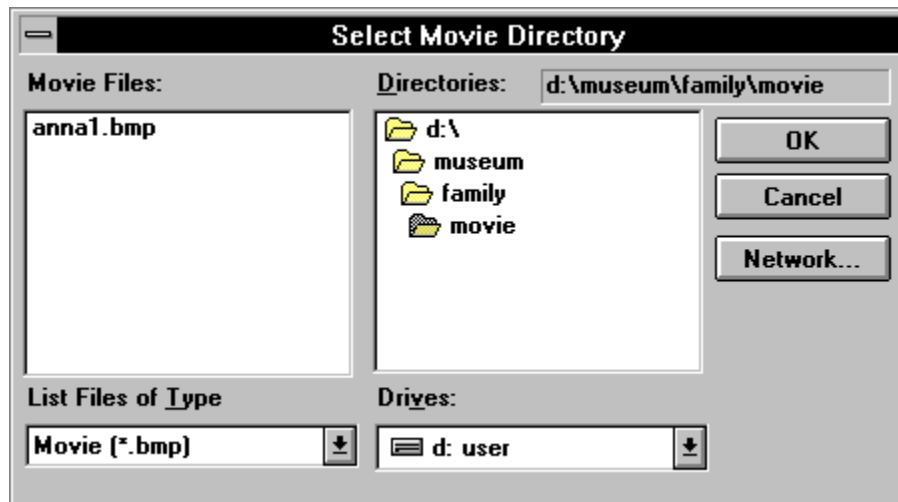 Select Movie Directory
Movie Files:
anna1.bmp
List Files of Type
Movie (*.bmp)
Directories:
d:\museum\family\movie
d:\
museum
family
movie
Drives:
d: user
OK
Cancel
Network...